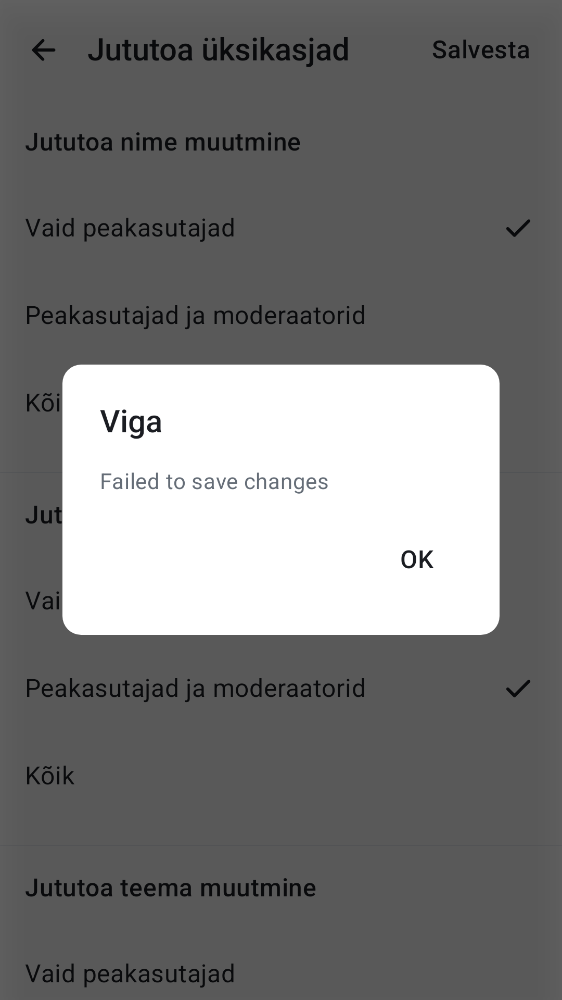 Jututoa üksikasjad
Salvesta
Jututoa nime muutmine
Vaid peakasutajad
Peakasutajad ja moderaatorid
Kõi
Viga
Failed to save changes
OK
Jut
Vai
Peakasutajad ja moderaatorid
Kõik
Jututoa teema muutmine
Vaid peakasutajad